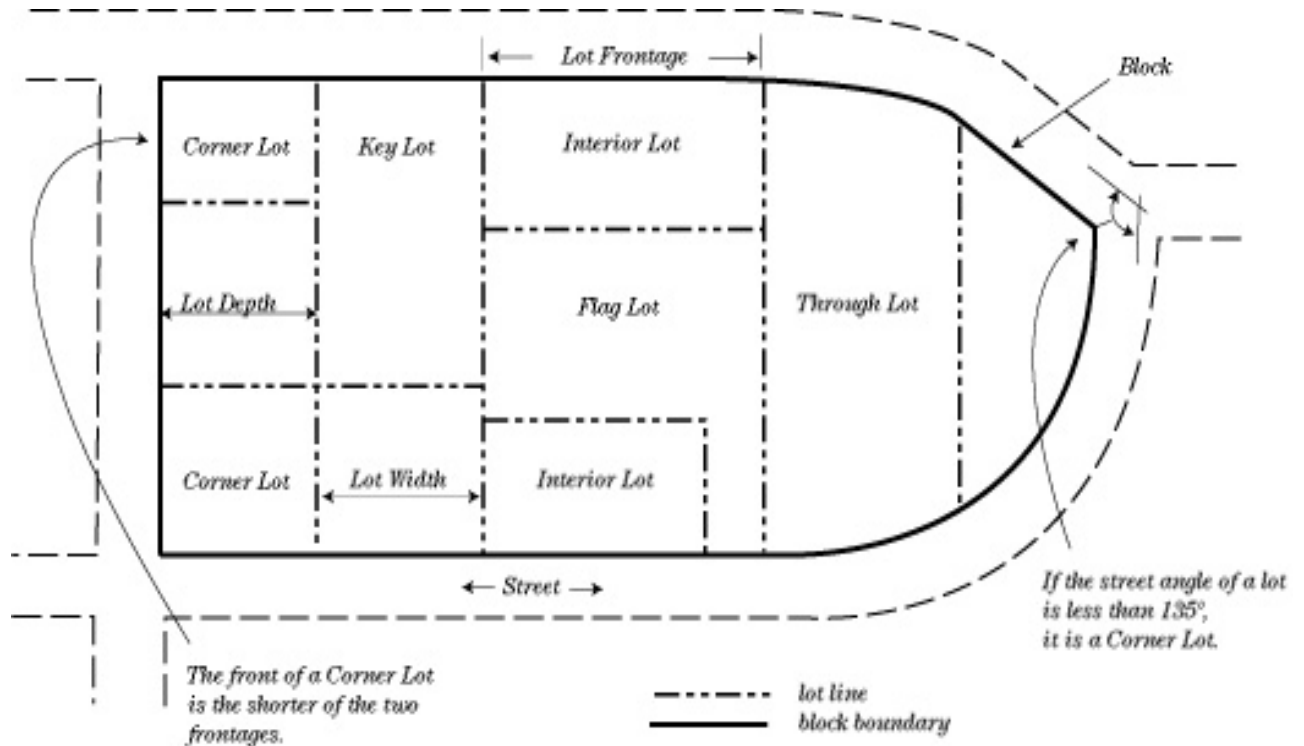 Lot Frontage
Block
Corner Lot
Key Lot
Interior Lot
Lot Depth
Flag Lot
Through Lot
Corner Lot
Lot Width
Interior Lot
Street
If the street angle of a lot
is less than 135°,
it is a Corner Lot.
The front of a Corner Lot
is the shorter of the two
frontages.
lot line
block boundary